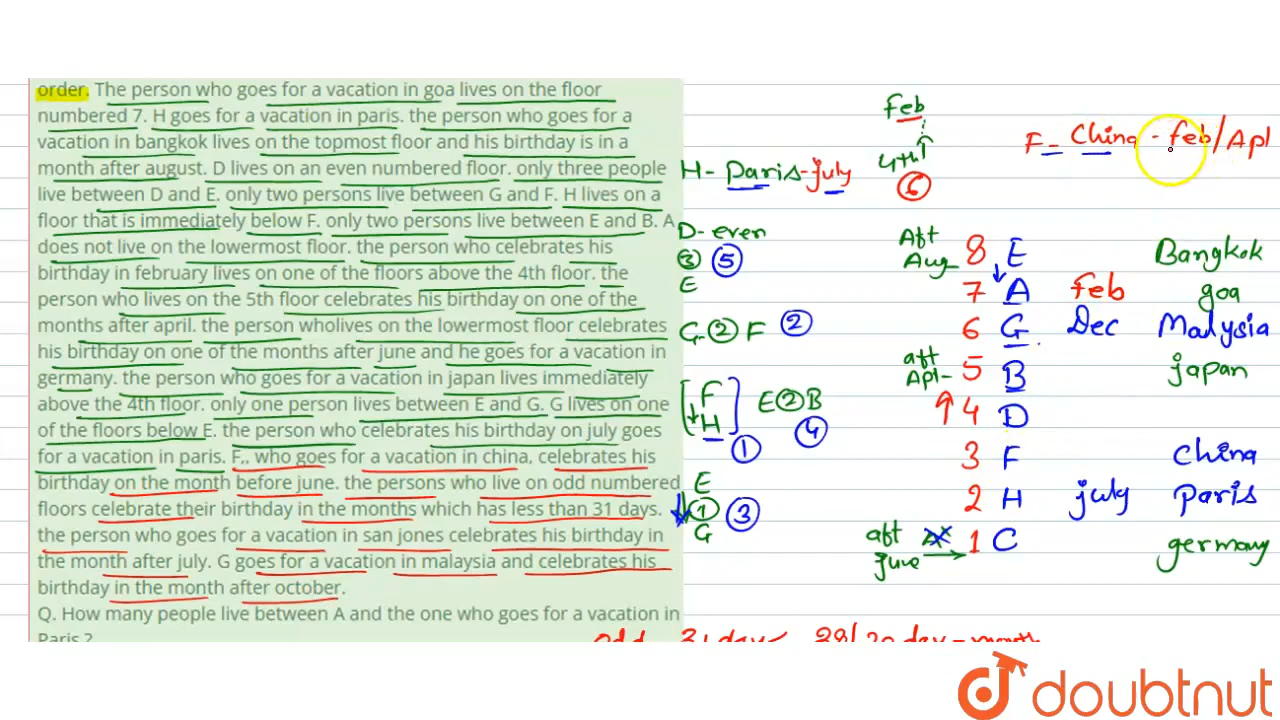 order. The person who goes for a vacation in goa lives on the floor
numbered 7. H goes for a vacation in paris. the person who goes for a
vacation in bangkok lives on the topmost floor and his birthday is in a
month after august. D lives on an even numbered floor. only three people
live between D and E. only two persons live between G and F. H lives on a
floor that is immediately below F. only two persons live between E and B. A
does not live on the lowermost floor. the person who celebrates his
birthday in february lives on one of the floors above the 4th floor. the
person who lives on the 5th floor celebrates his birthday on one of the
months after april. the person wholives on the lowermost floor celebrates
his birthday on one of the months after june and he goes for a vacation in
germany. the person who goes for a vacation in japan lives immediately
above the 4th floor. only one person lives between E and G. G lives on one
of the floors below E. the person who celebrates his birthday on july goes
for a vacation in paris. F,, who goes for a vacation in china, celebrates his
birthday on the month before june. the persons who live on odd numbered
floors celebrate their birthday in the months which has less than 31 days.
the person who goes for a vacation in san jones celebrates his birthday in
the month after july. G goes for a vacation in malaysia and celebrates his
birthday in the month after october.
Q. How many people live between A and the one who goes for a vacation in
Paris ?
H- Paris-july
D- even
③ ⑤
E
G ② F ②
F
H
①
E ② B
④
E
① ③
G
Feb
4th
⑥
F - China - feb/Apl
Aft
Aug 8 E Bangkok
7 A Feb goa
6 G Dec Malysia
aft
Apl- 5 B japan
4 D
3 F China
2 H july Paris
aft
june 1 C germany
odd 31 day
doubtnut